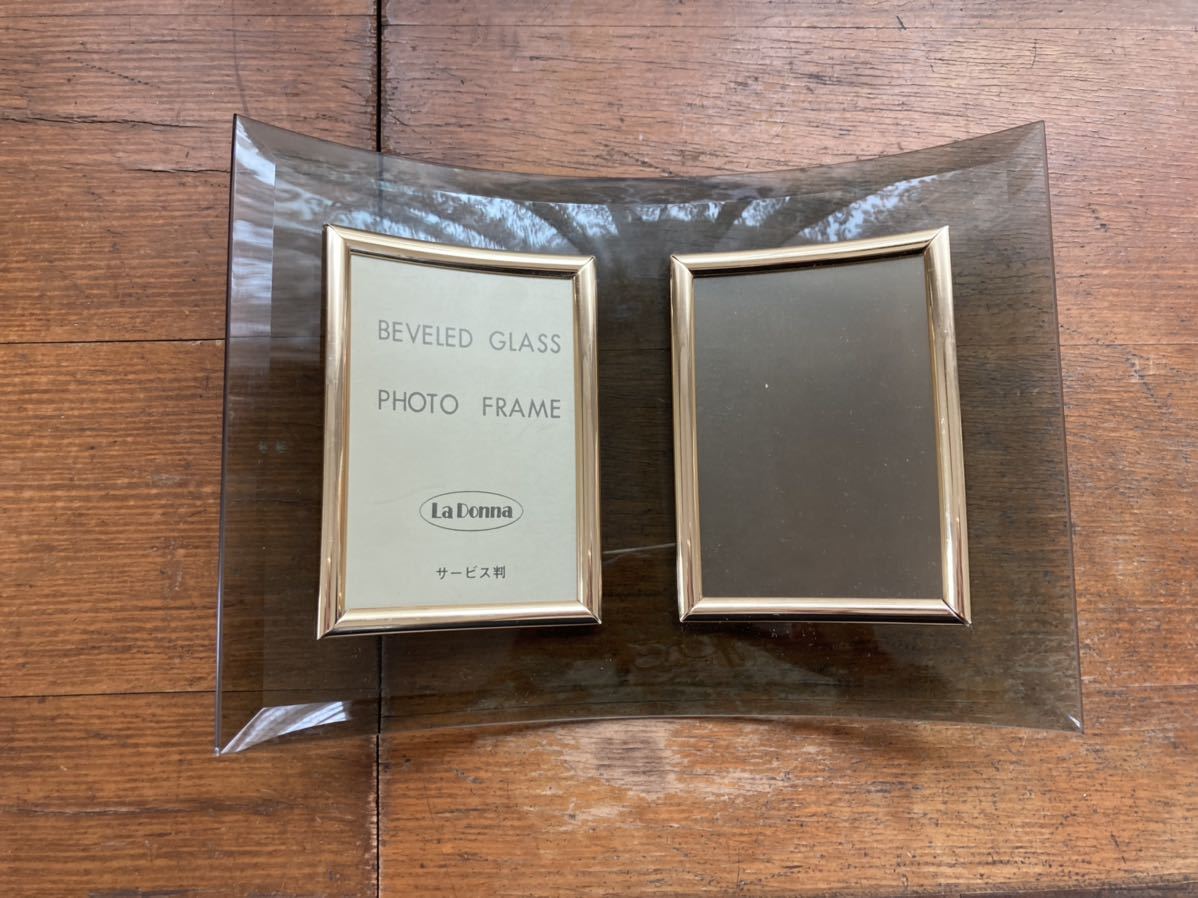 BEVELED GLASS
PHOTO FRAME
La Donna
サービス判